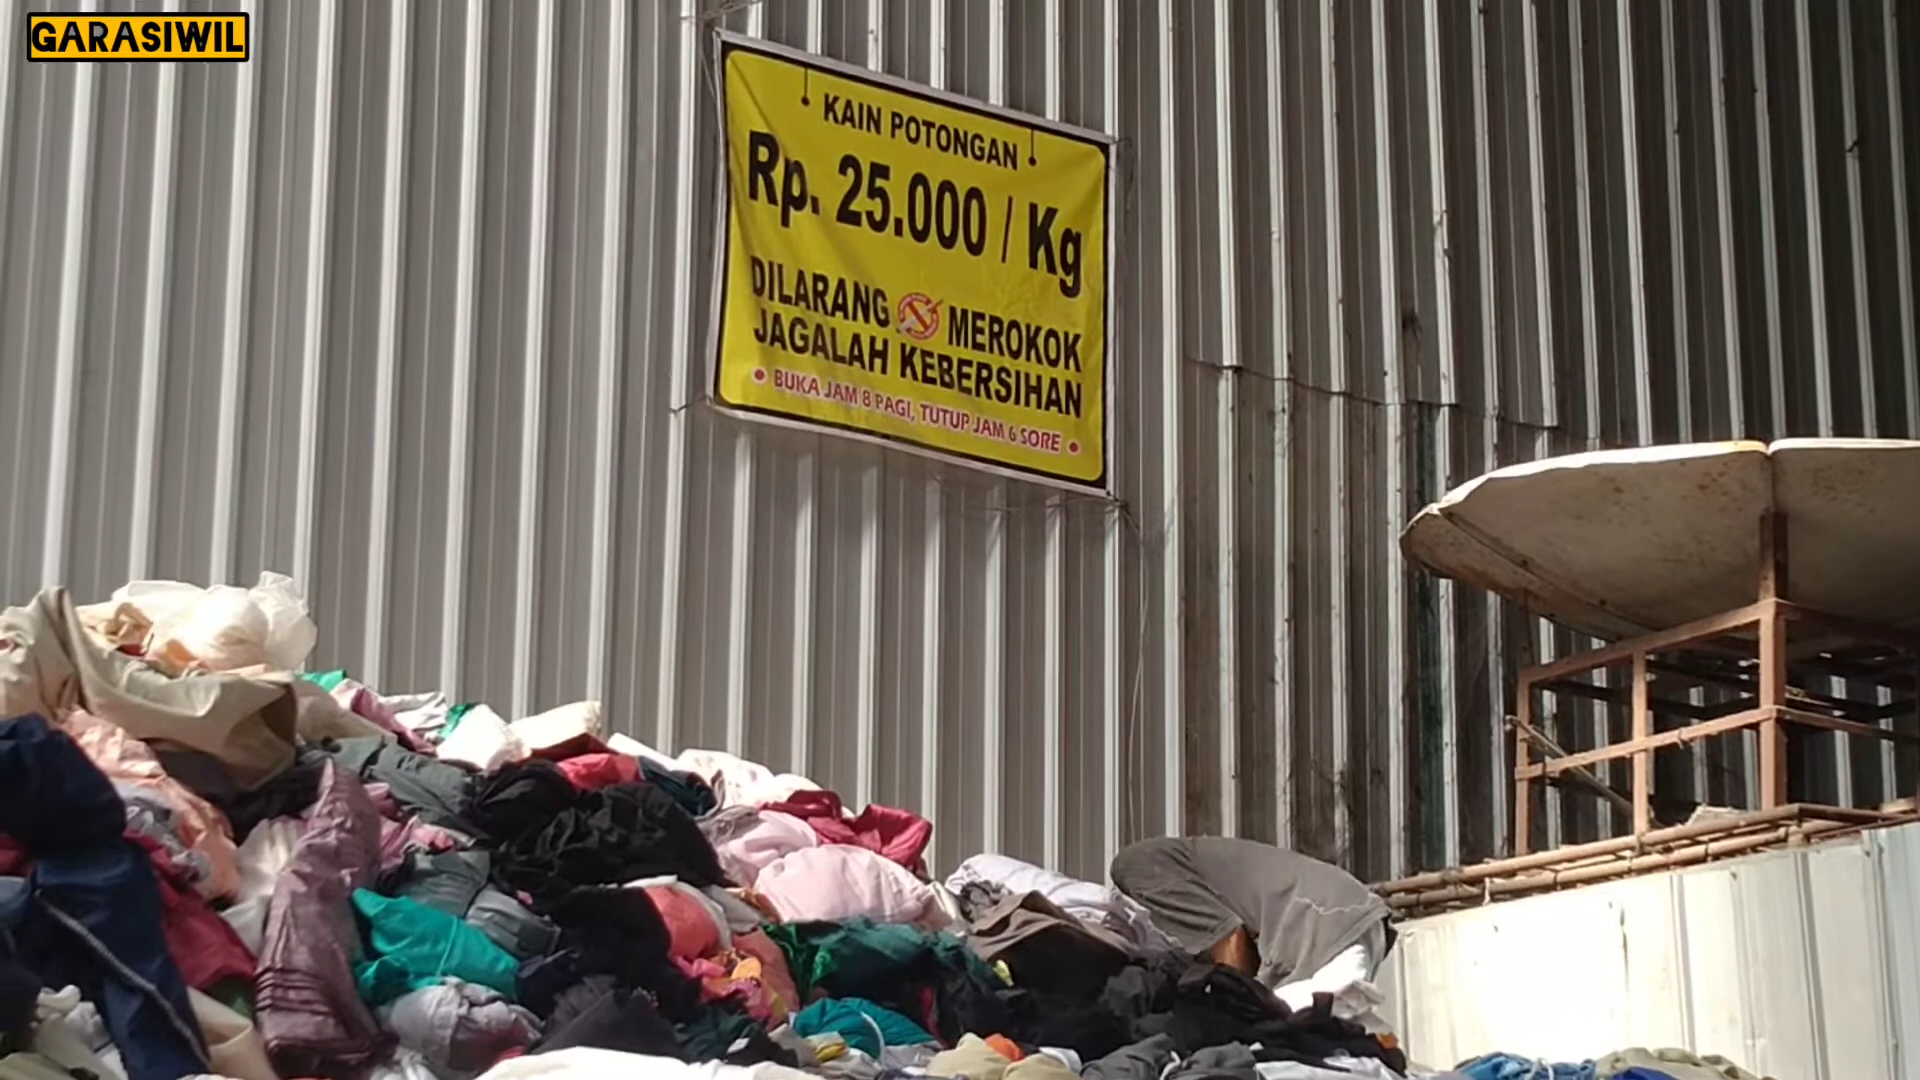 GARASIWIL
KAIN POTONGAN
Rp. 25.000 / Kg
DILARANG MEROKOK
JAGALAH KEBERSIHAN
BUKA JAM 8 PAGI, TUTUP JAM 6 SORE